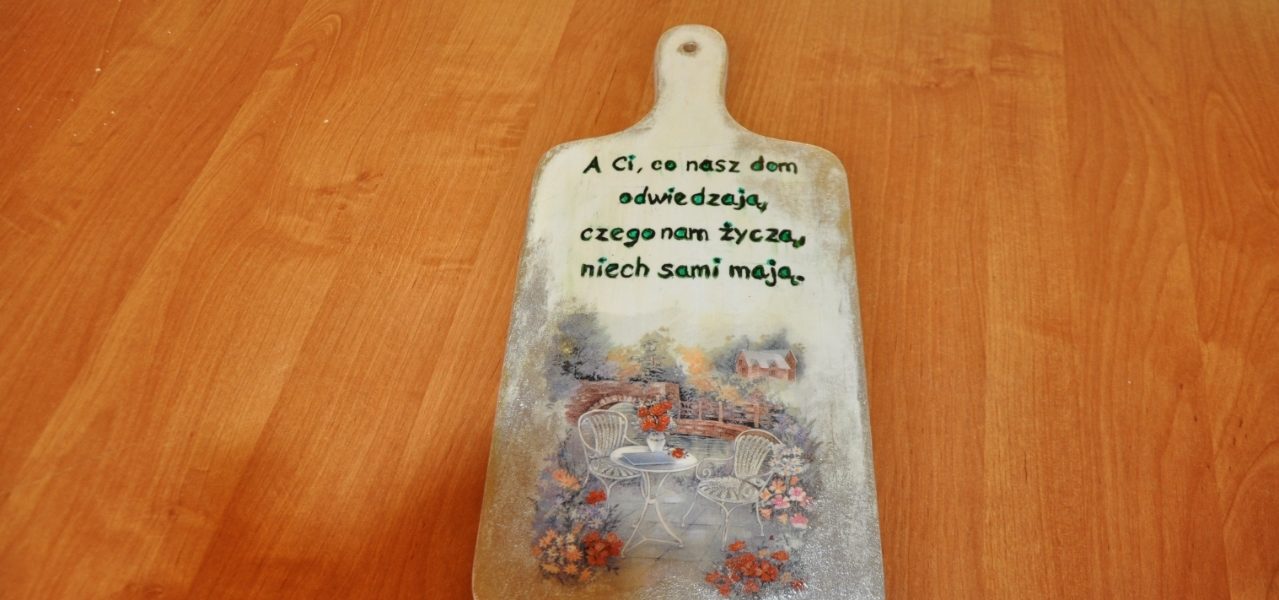 A Ci, co nasz dom
odwiedzają,
czego nam życzą,
niech sami mają.